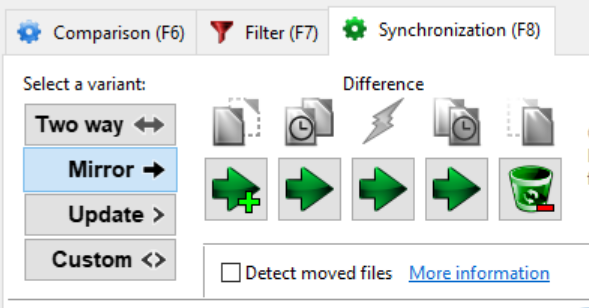 Comparison (F6)
Filter (F7)
Synchronization (F8)
Select a variant:
Difference
Two way
Mirror
Update
Custom
Detect moved files
More information